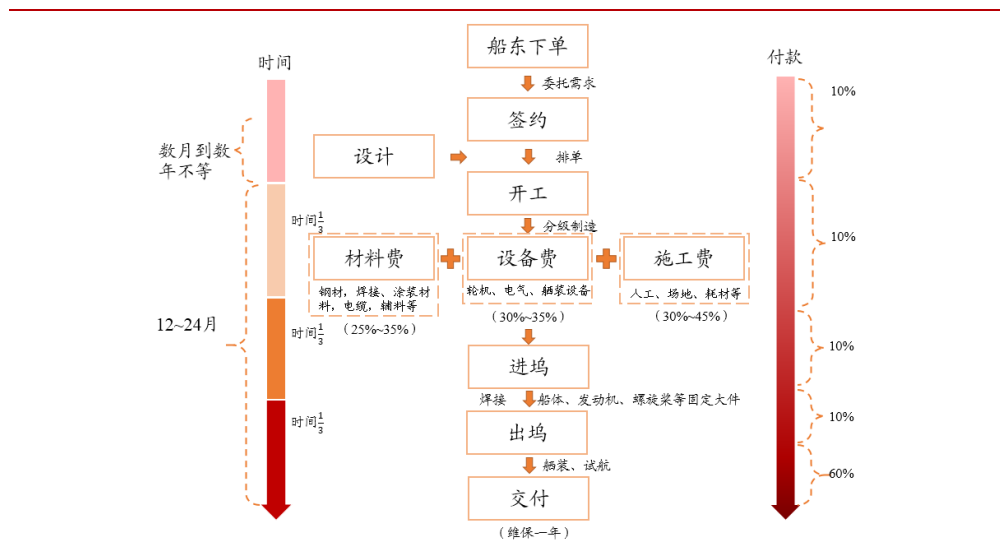 船东下单
时间
付款
委托需求
10%
签约
数月到数
年不等
设计
排单
开工
时间1/3
分级制造
10%
材料费
设备费
施工费
钢材，焊接、涂装材
料，电缆，辅料等
轮机、电气、舾装设备
人工、场地、耗材等
（25%~35%）
（30%~35%）
（30%~45%）
12~24月
时间1/3
10%
进坞
焊接
船体、发动机、螺旋桨等固定大件
时间1/3
10%
出坞
舾装、试航
60%
交付
（维保一年）